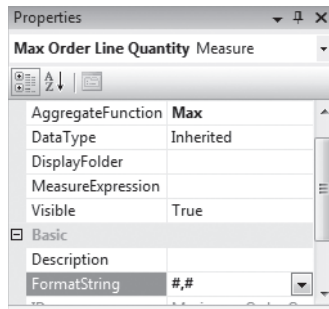 Properties
Max Order Line Quantity Measure
AggregateFunction Max
DataType Inherited
DisplayFolder
MeasureExpression
Visible True
Basic
Description
FormatString #,#